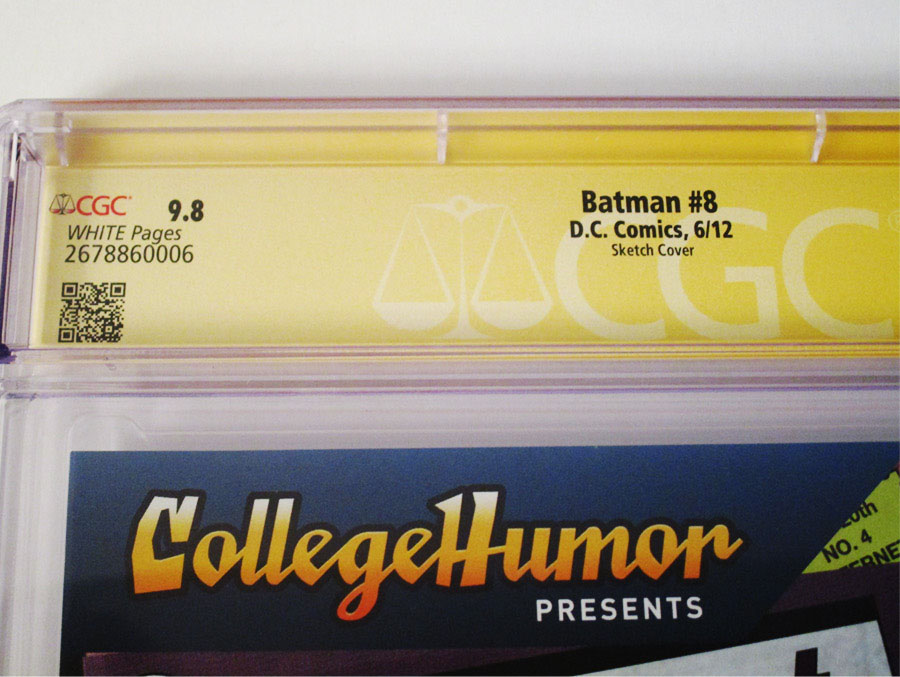 CGC
9.8
WHITE Pages
2678860006
Batman #8
D.C. Comics, 6/12
Sketch Cover
CGC
CollegeHumor
PRESENTS
NO. 4